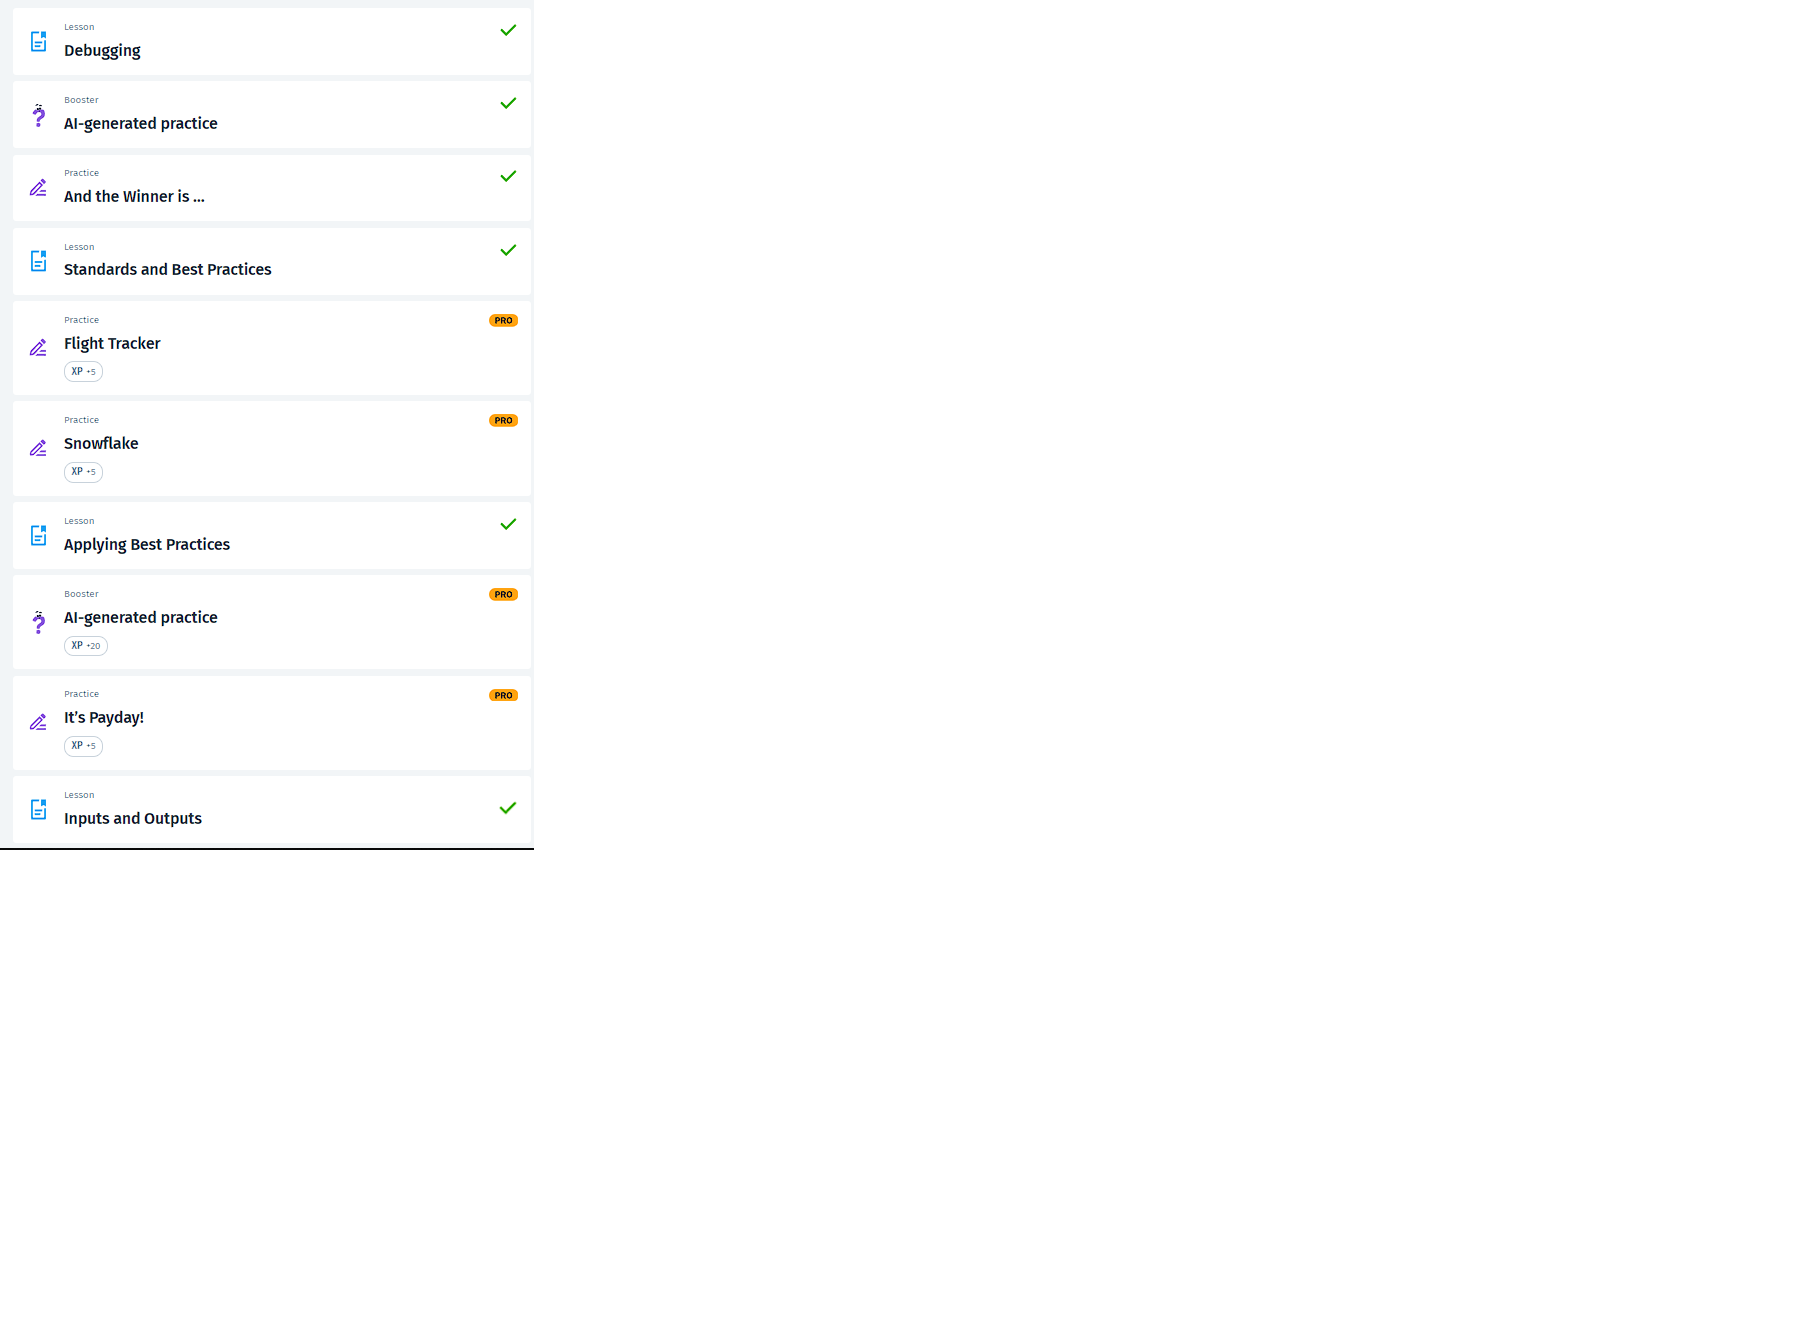 Lesson
Debugging
Booster
AI-generated practice
Practice
And the Winner is ...
Lesson
Standards and Best Practices
Practice
PRO
Flight Tracker
XP +5
Practice
PRO
Snowflake
XP +5
Lesson
Applying Best Practices
Booster
PRO
AI-generated practice
XP +20
Practice
PRO
It’s Payday!
XP +5
Lesson
Inputs and Outputs